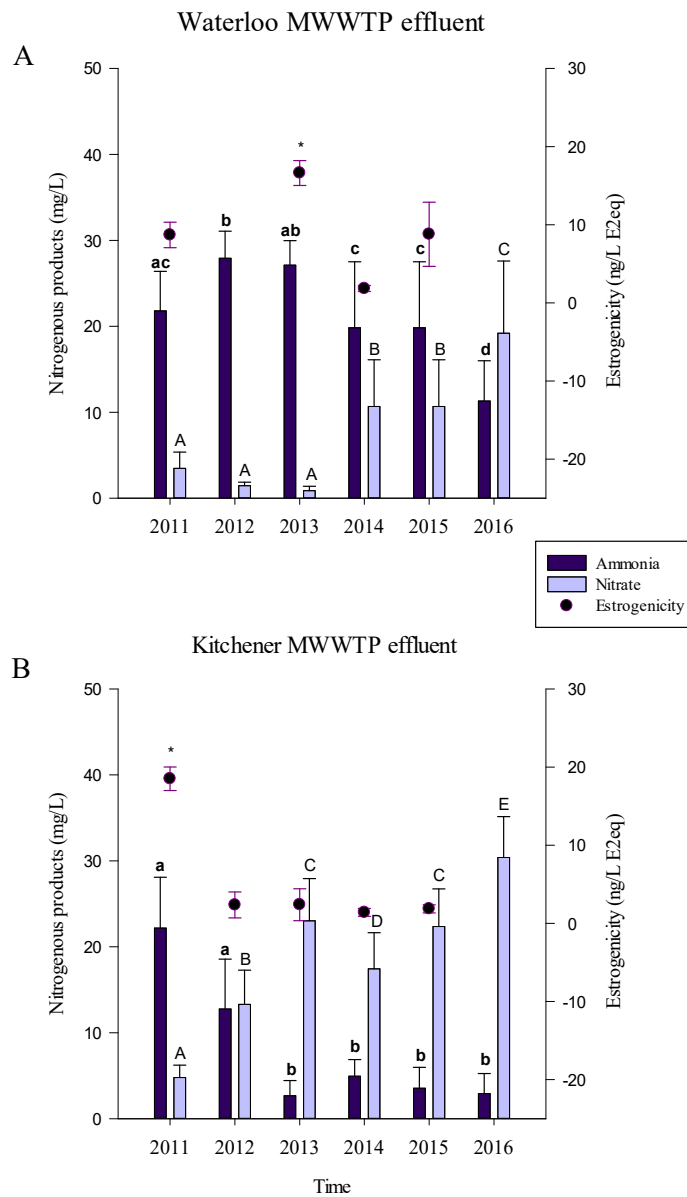 Waterloo MWWTP effluent
A
50
40
30
20
10
0
Nitrogenous products (mg/L)
30
20
10
0
-10
-20
Estrogenicity (ng/L E2eq)
*
ac
b
ab
c
c
d
A
A
A
B
B
C
2011 2012 2013 2014 2015 2016
Ammonia
Nitrate
Estrogenicity
Kitchener MWWTP effluent
B
50
40
30
20
10
0
Nitrogenous products (mg/L)
30
20
10
0
-10
-20
Estrogenicity (ng/L E2eq)
*
a
a
b
b
b
b
A
B
C
D
C
E
2011 2012 2013 2014 2015 2016
Time